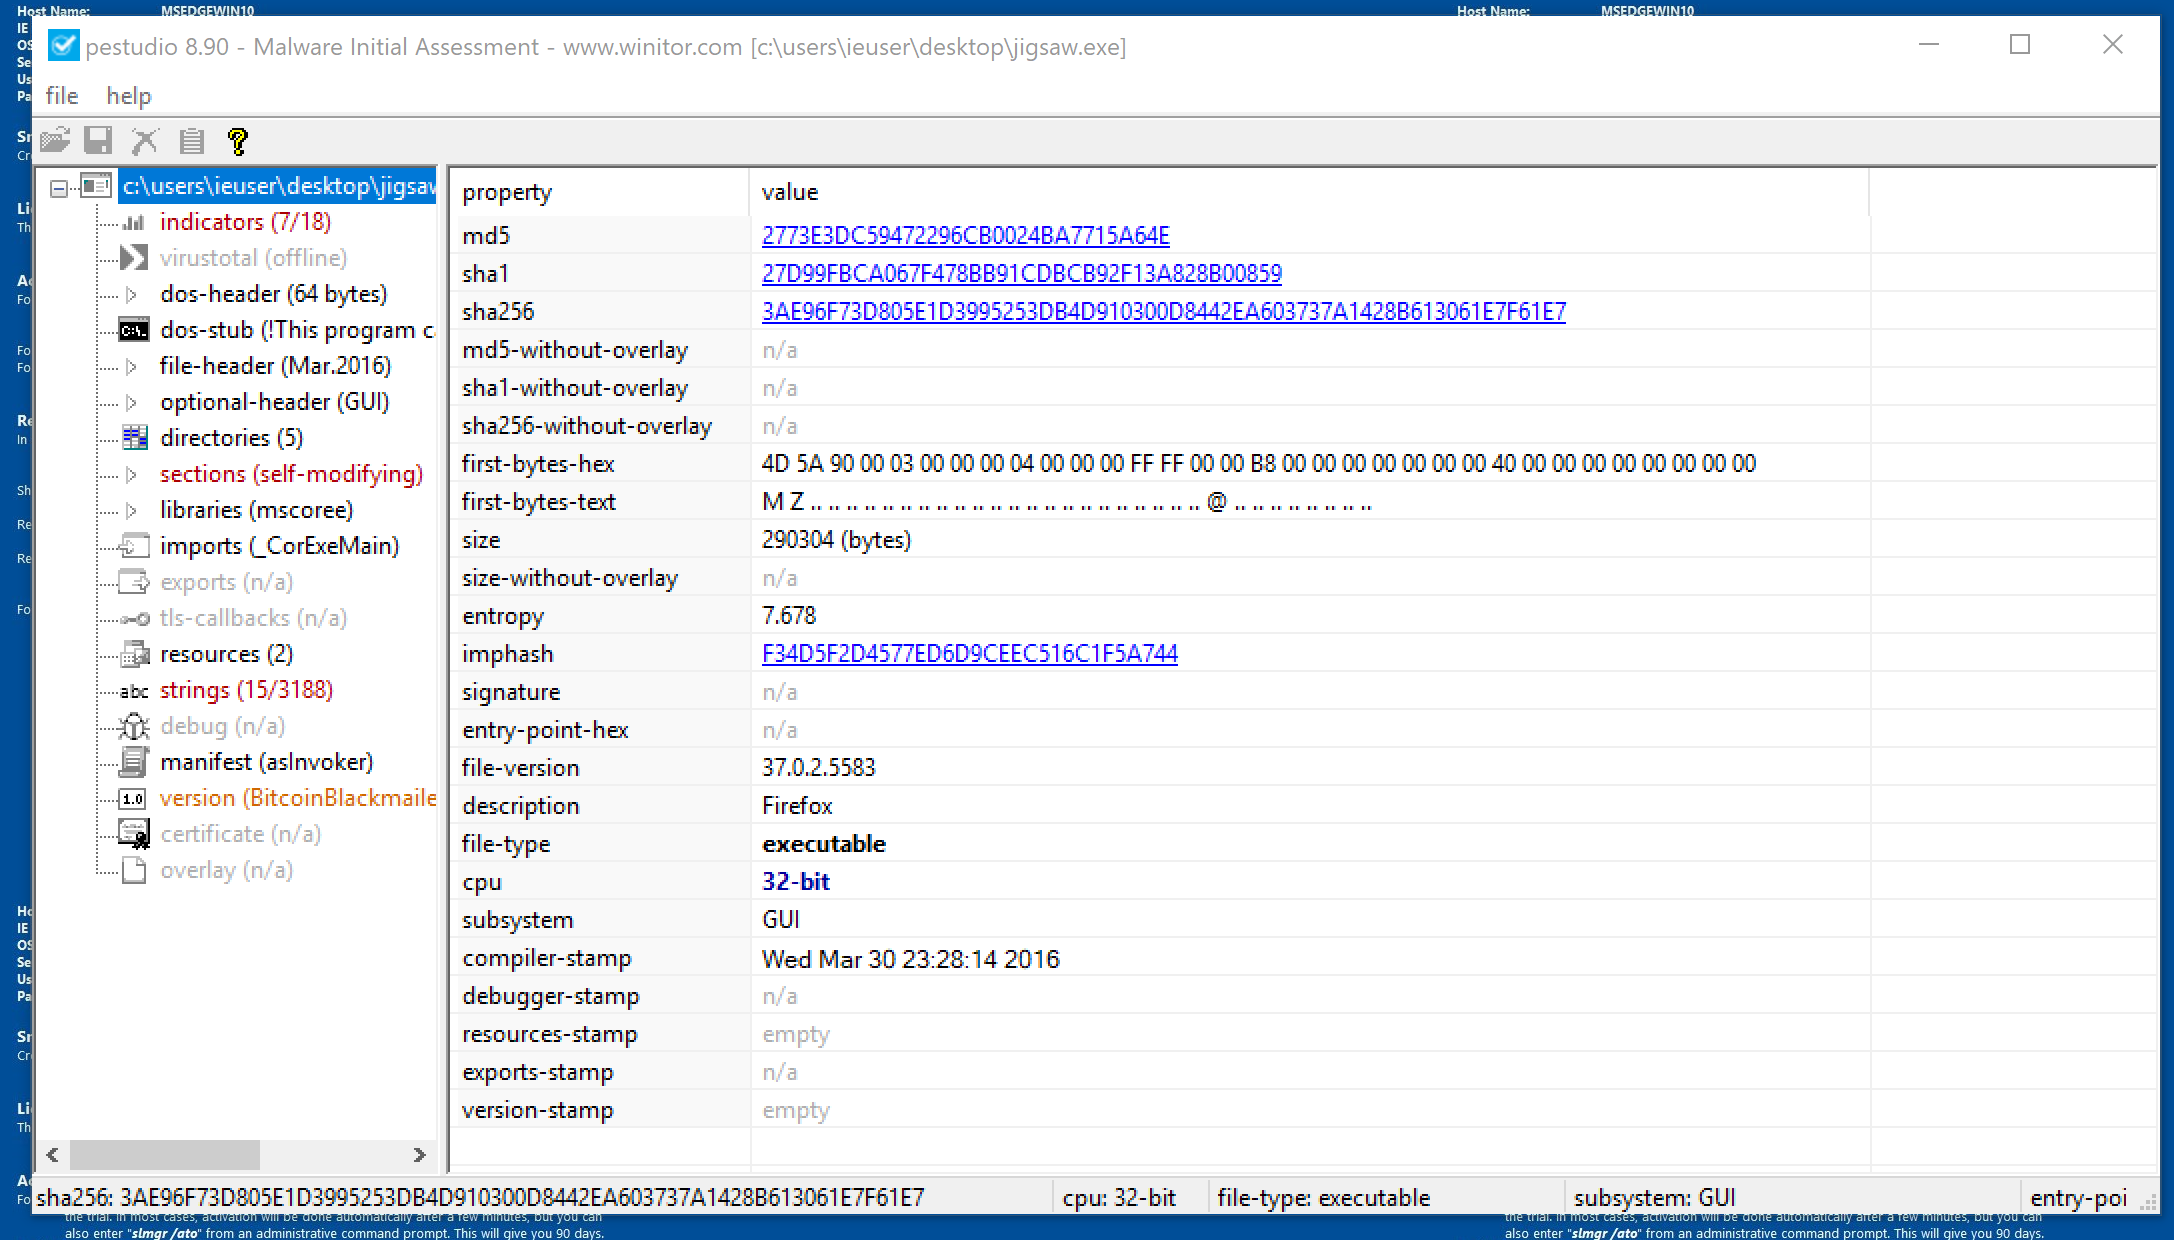 Host Name: MSEDGEWIN10
Host Name: MSEDGEWIN10
pestudio 8.90 - Malware Initial Assessment - www.winitor.com [c:\users\ieuser\desktop\jigsaw.exe]
file help
c:\users\ieuser\desktop\jigsaw
indicators (7/18)
virustotal (offline)
dos-header (64 bytes)
dos-stub (!This program c
file-header (Mar.2016)
optional-header (GUI)
directories (5)
sections (self-modifying)
libraries (mscoree)
imports (_CorExeMain)
exports (n/a)
tls-callbacks (n/a)
resources (2)
abc strings (15/3188)
debug (n/a)
manifest (asInvoker)
1.0 version (BitcoinBlackmaile
certificate (n/a)
overlay (n/a)
property value
md5 2773E3DC59472296CB0024BA7715A64E
sha1 27D99FBCA067F478BB91CDBCB92F13A828B00859
sha256 3AE96F73D805E1D3995253DB4D910300D8442EA603737A1428B613061E7F61E7
md5-without-overlay n/a
sha1-without-overlay n/a
sha256-without-overlay n/a
first-bytes-hex 4D 5A 90 00 03 00 00 00 04 00 00 00 FF FF 00 00 B8 00 00 00 00 00 00 00 40 00 00 00 00 00 00 00 00
first-bytes-text M Z .. .. .. .. .. .. .. .. .. .. .. .. .. .. .. .. .. .. .. .. .. .. @ .. .. .. .. .. .. .. ..
size 290304 (bytes)
size-without-overlay n/a
entropy 7.678
imphash F34D5F2D4577ED6D9CEEC516C1F5A744
signature n/a
entry-point-hex n/a
file-version 37.0.2.5583
description Firefox
file-type executable
cpu 32-bit
subsystem GUI
compiler-stamp Wed Mar 30 23:28:14 2016
debugger-stamp n/a
resources-stamp empty
exports-stamp n/a
version-stamp empty
sha256: 3AE96F73D805E1D3995253DB4D910300D8442EA603737A1428B613061E7F61E7 cpu: 32-bit file-type: executable subsystem: GUI entry-poi
the trial. In most cases, activation will be done automatically after a few minutes, but you can
also enter "slmgr /ato" from an administrative command prompt. This will give you 90 days.
the trial. In most cases, activation will be done automatically after a few minutes, but you can
also enter "slmgr /ato" from an administrative command prompt. This will give you 90 days.